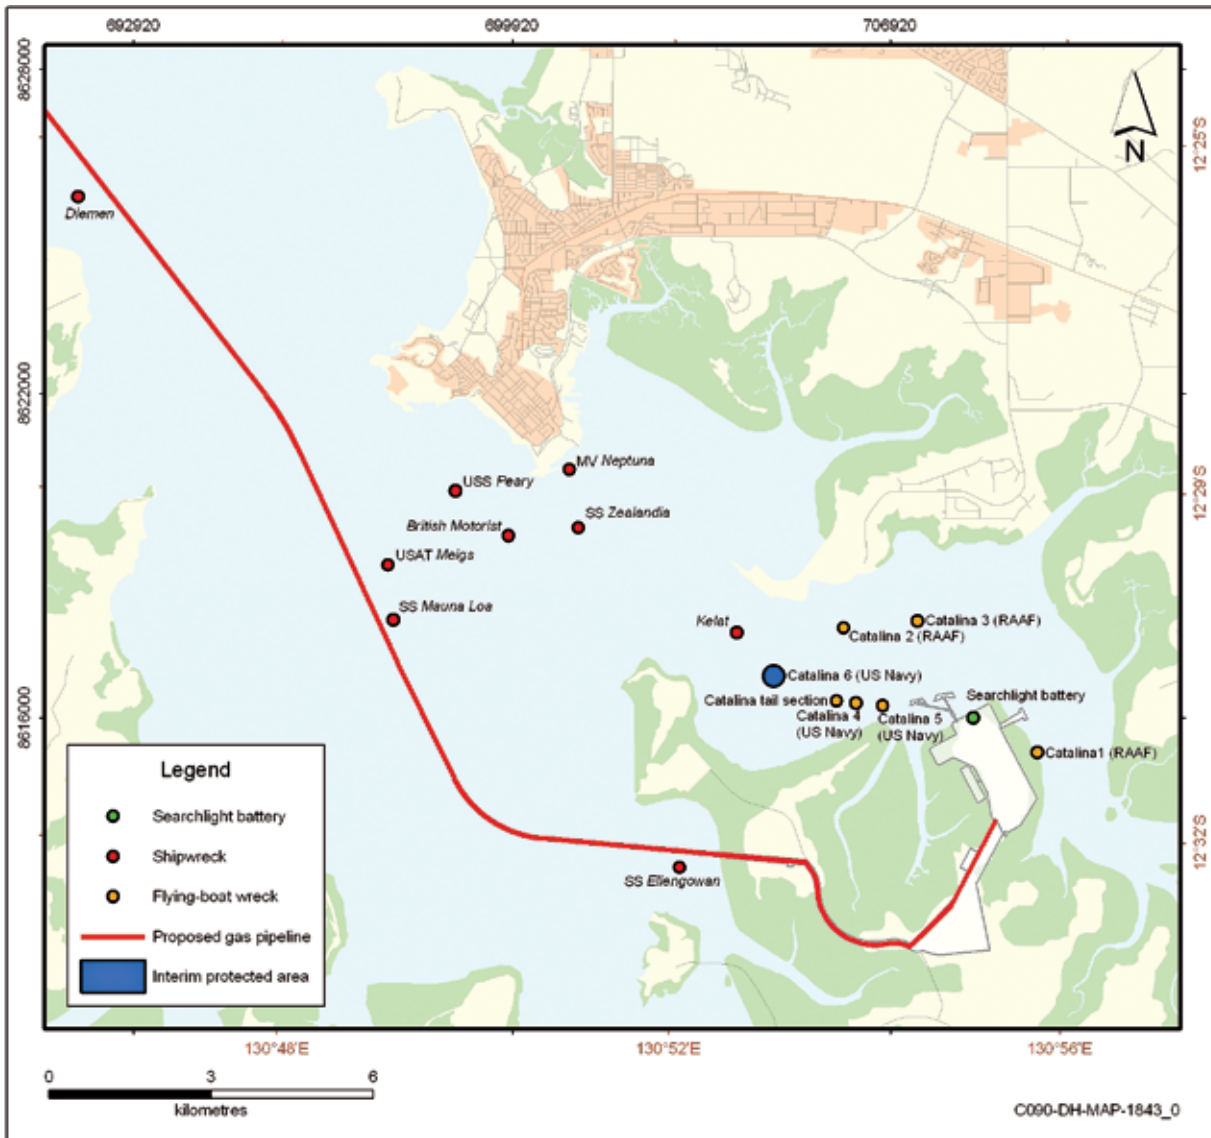 692920
699920
706920
8628000
8622000
8616000
12°25'S
12°29'S
12°32'S
N
Diemen
MV Neptuna
USS Peary
SS Zealandia
British Motorist
USAT Meigs
SS Mauna Loa
Kelat
Catalina 3 (RAAF)
Catalina 2 (RAAF)
Catalina 6 (US Navy)
Catalina tail section
Catalina 4
(US Navy)
Catalina 5
(US Navy)
Searchlight battery
Catalina1 (RAAF)
SS Ellengowan
Legend
Searchlight battery
Shipwreck
Flying-boat wreck
Proposed gas pipeline
Interim protected area
130°48'E
130°52'E
130°56'E
0
3
6
kilometres
C090-DH-MAP-1843_0